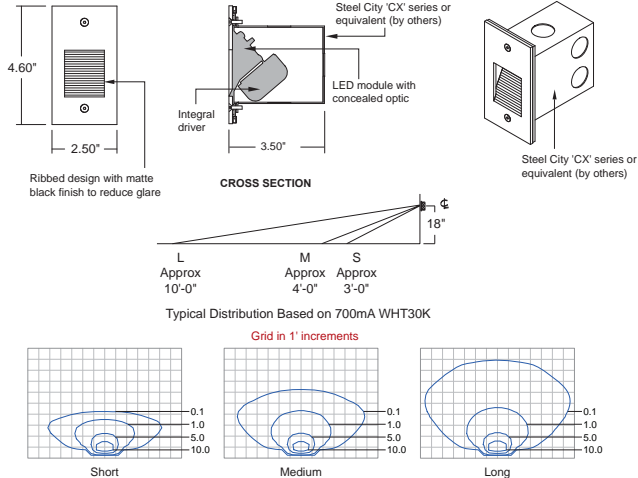 Steel City 'CX' series or
equivalent (by others)
4.60"
2.50"
Ribbed design with matte
black finish to reduce glare
Integral
driver
LED module with
concealed optic
3.50"
CROSS SECTION
Steel City 'CX' series or
equivalent (by others)
18"
L
Approx
10'-0"
M
Approx
4'-0"
S
Approx
3'-0"
Typical Distribution Based on 700mA WHT30K
Grid in 1' increments
0.1
1.0
5.0
10.0
Short
0.1
1.0
5.0
10.0
Medium
0.1
1.0
5.0
10.0
Long